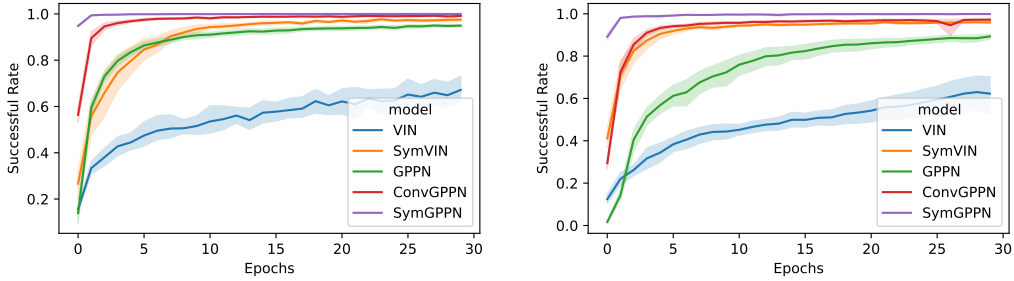 1.0
0.8
0.6
0.4
0.2
Successful Rate
0
5
10
15
20
25
30
Epochs
model
VIN
SymVIN
GPPN
ConvGPPN
SymGPPN
1.0
0.8
0.6
0.4
0.2
0.0
Successful Rate
0
5
10
15
20
25
30
Epochs
model
VIN
SymVIN
GPPN
ConvGPPN
SymGPPN